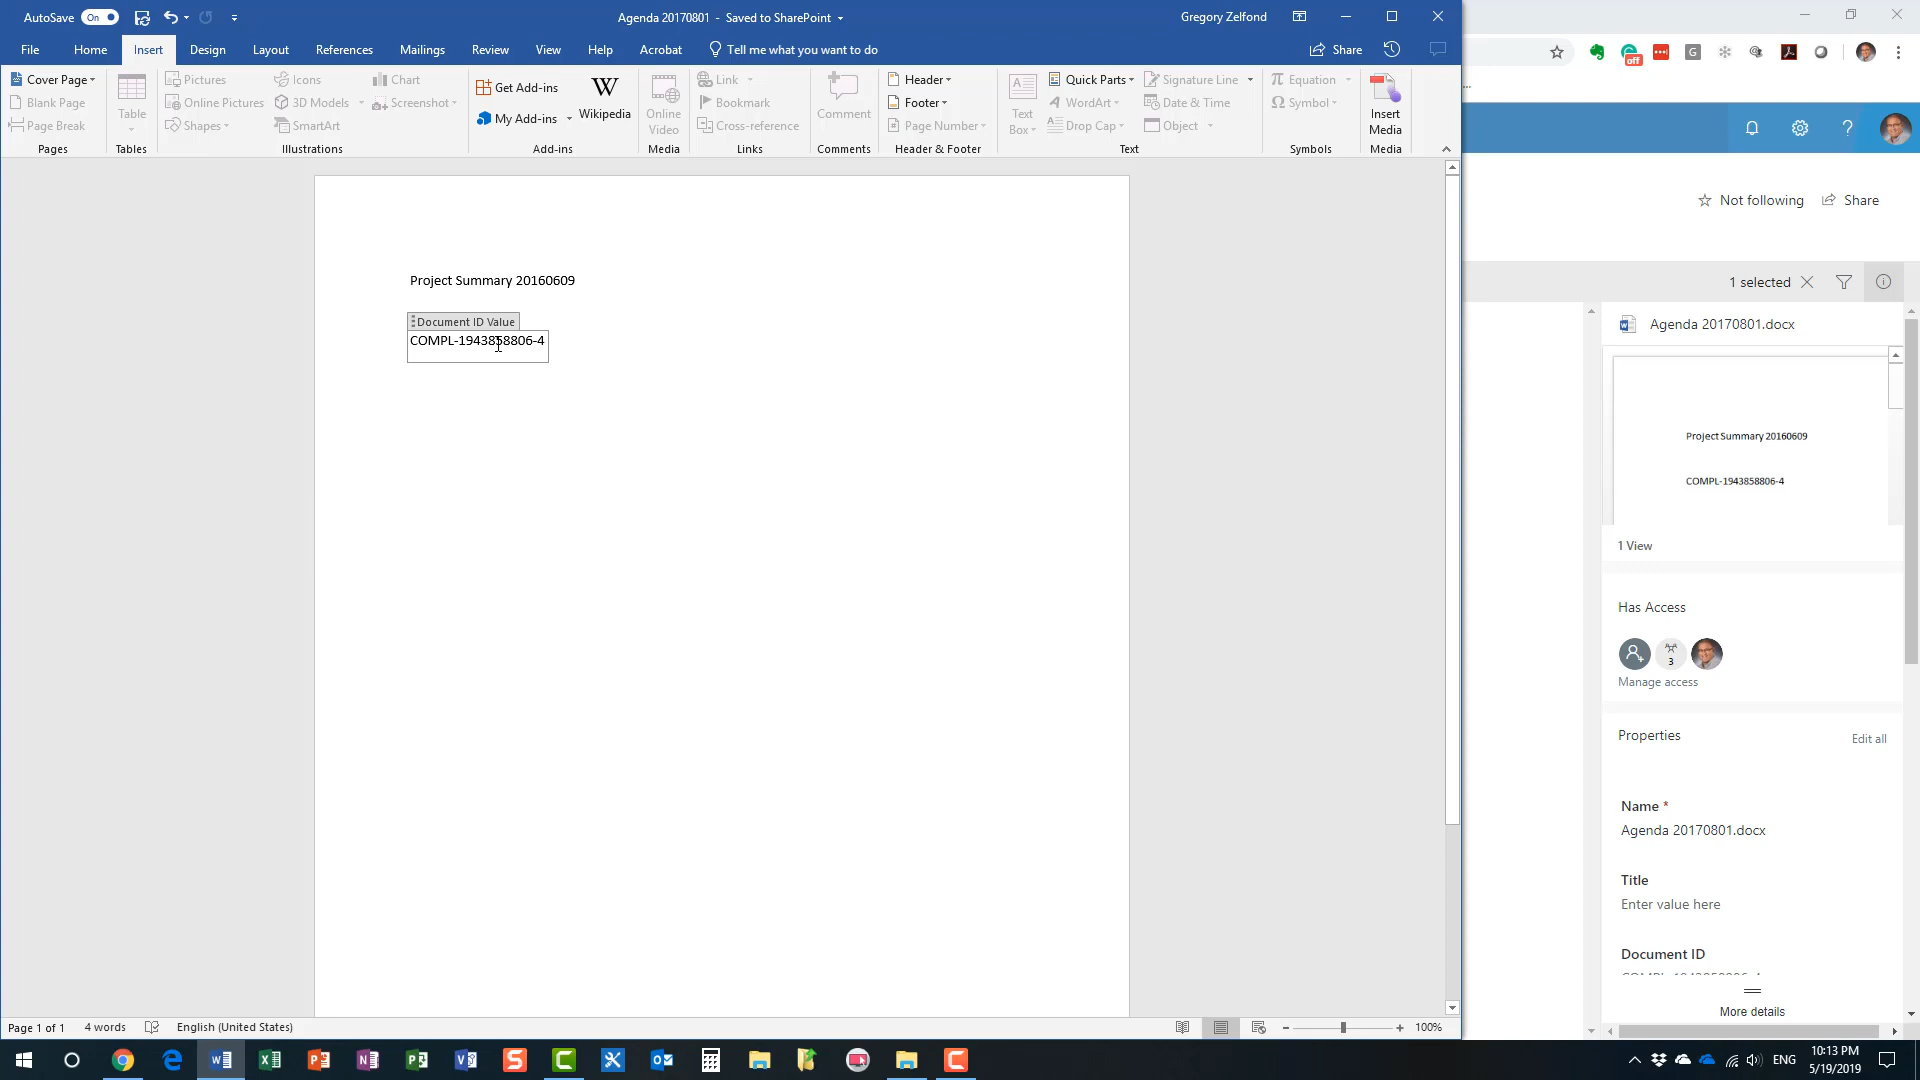 AutoSave On
Agenda 20170801 - Saved to SharePoint
Gregory Zelfond
File Home Insert Design Layout References Mailings Review View Help Acrobat Tell me what you want to do Share
Cover Page
Blank Page
Page Break
Pages
Table
Tables
Pictures
Online Pictures
Shapes
Icons
3D Models
SmartArt
Chart
Screenshot
Illustrations
Get Add-ins
My Add-ins
W
Wikipedia
Add-ins
Online
Video
Media
Link
Bookmark
Cross-reference
Links
Comment
Comments
Header
Footer
Page Number
Header & Footer
Text
Box
Quick Parts
WordArt
Drop Cap
Signature Line
Date & Time
Object
Text
Equation
Symbol
Symbols
Insert
Media
Media
Project Summary 20160609
Document ID Value
COMPL-1943858806-4
Page 1 of 1 4 words English (United States)
100%
off
G
...
?
Not following Share
1 selected
Agenda 20170801.docx
Project Summary 20160609
COMPL-1943858806-4
1 View
Has Access
3
Manage access
Properties
Edit all
Name *
Agenda 20170801.docx
Title
Enter value here
Document ID
More details
ENG
10:13 PM
5/19/2019